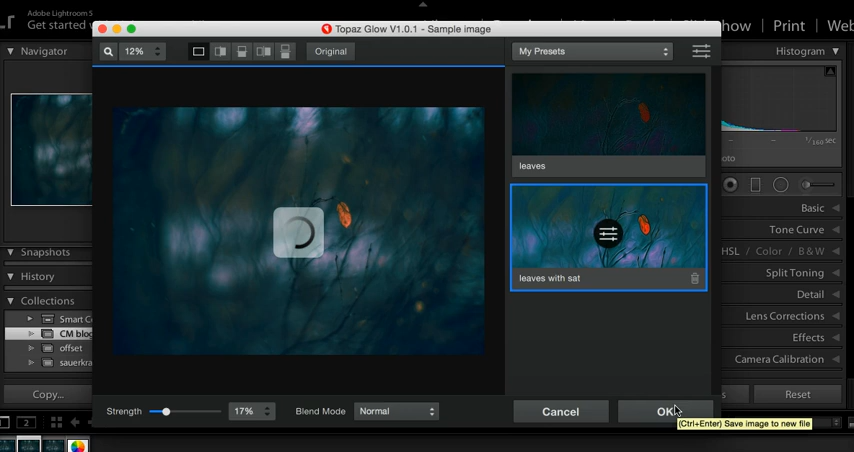 Adobe Lightroom 5
Get started
Topaz Glow V1.0.1 - Sample image
Print
Web
Navigator
12%
Original
My Presets
Histogram
leaves
1/160 sec
leaves with sat
Basic
Tone Curve
HSL / Color / B&W
Split Toning
Detail
Lens Corrections
Effects
Camera Calibration
Snapshots
History
Collections
Smart C
CM blo
offset
sauerkra
Copy...
Strength
17%
Blend Mode
Normal
Cancel
OK
Reset
(Ctrl+Enter) Save image to new file
2